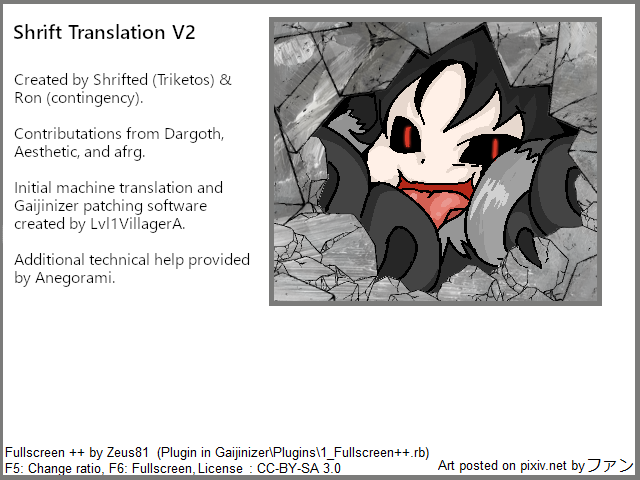 Shrift Translation V2
Created by Shrifted (Triketos) &
Ron (contingency).
Contributations from Dargoth,
Aesthetic, and afrg.
Initial machine translation and
Gaijinizer patching software
created by Lvl1VillagerA.
Additional technical help provided
by Anegorami.
Fullscreen ++ by Zeus81  (Plugin in Gaijinizer\Plugins\1_Fullscreen++.rb)
F5: Change ratio, F6: Fullscreen, License  : CC-BY-SA 3.0
Art posted on pixiv.net by ファン